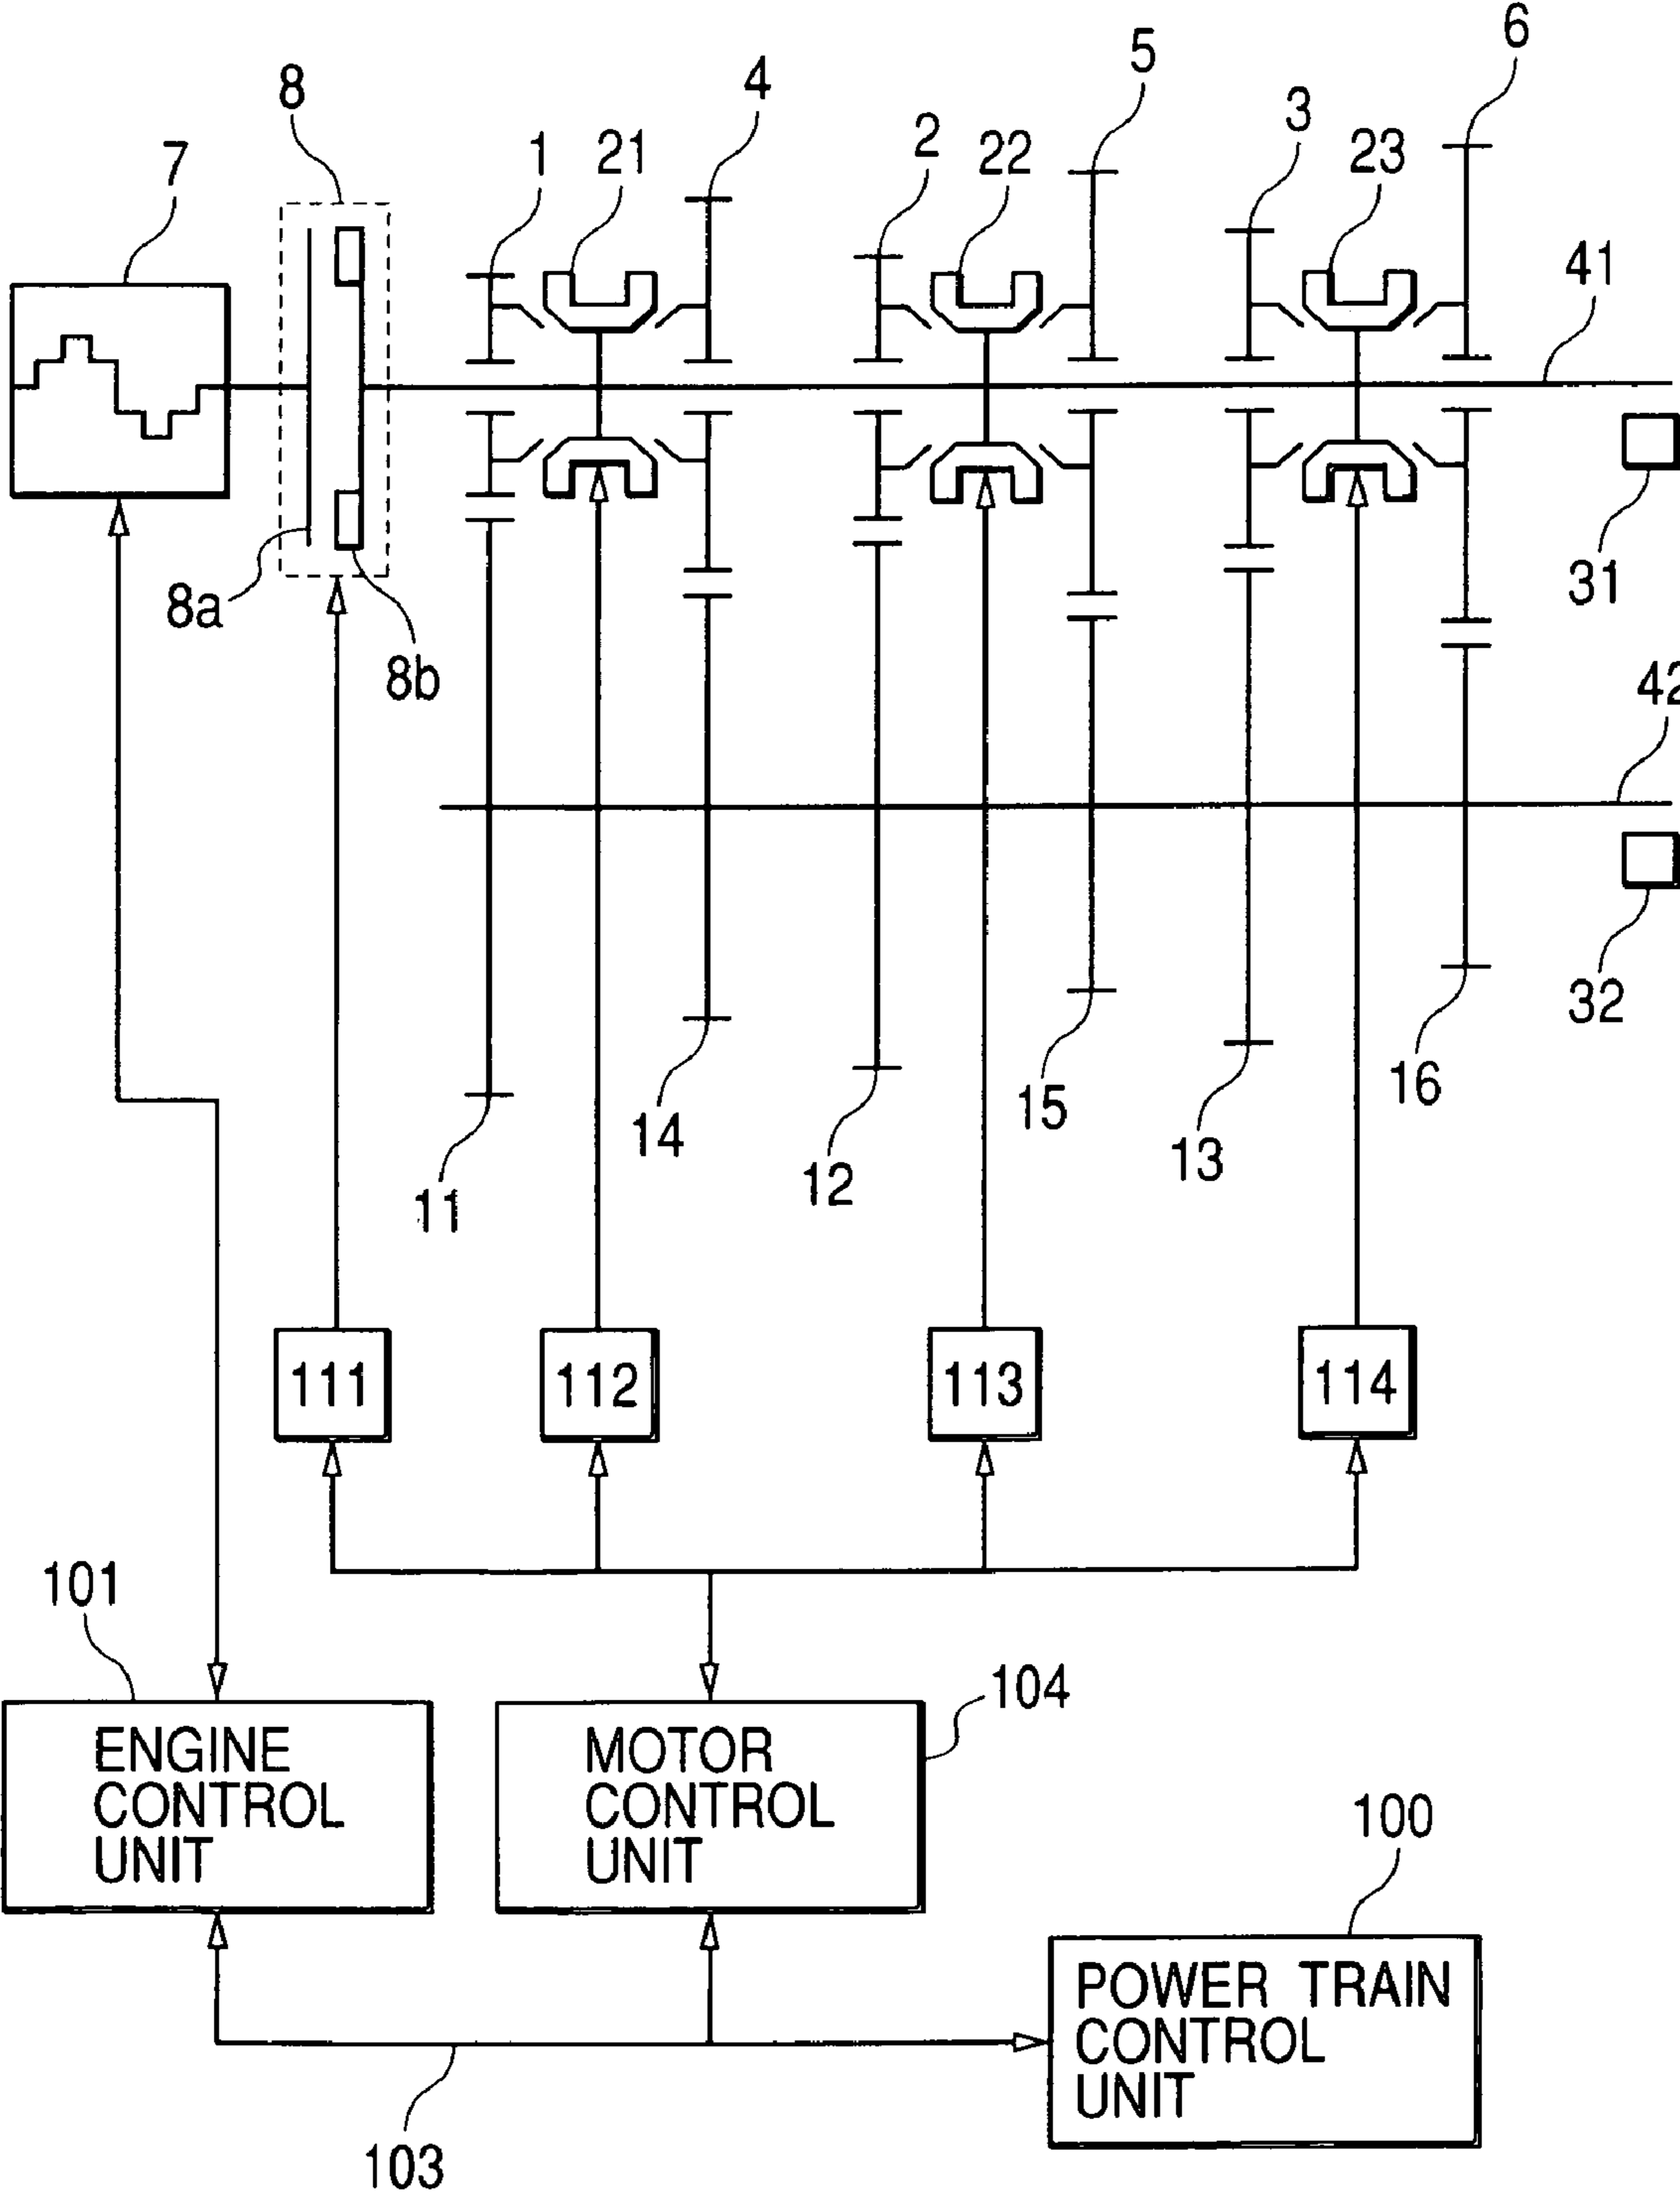 6
5
4
3
8
2
23
22
21
1
7
41
31
8a
8b
42
32
16
15
14
13
12
11
111
112
113
114
101
104
ENGINE
CONTROL
UNIT
MOTOR
CONTROL
UNIT
100
POWER TRAIN
CONTROL
UNIT
103